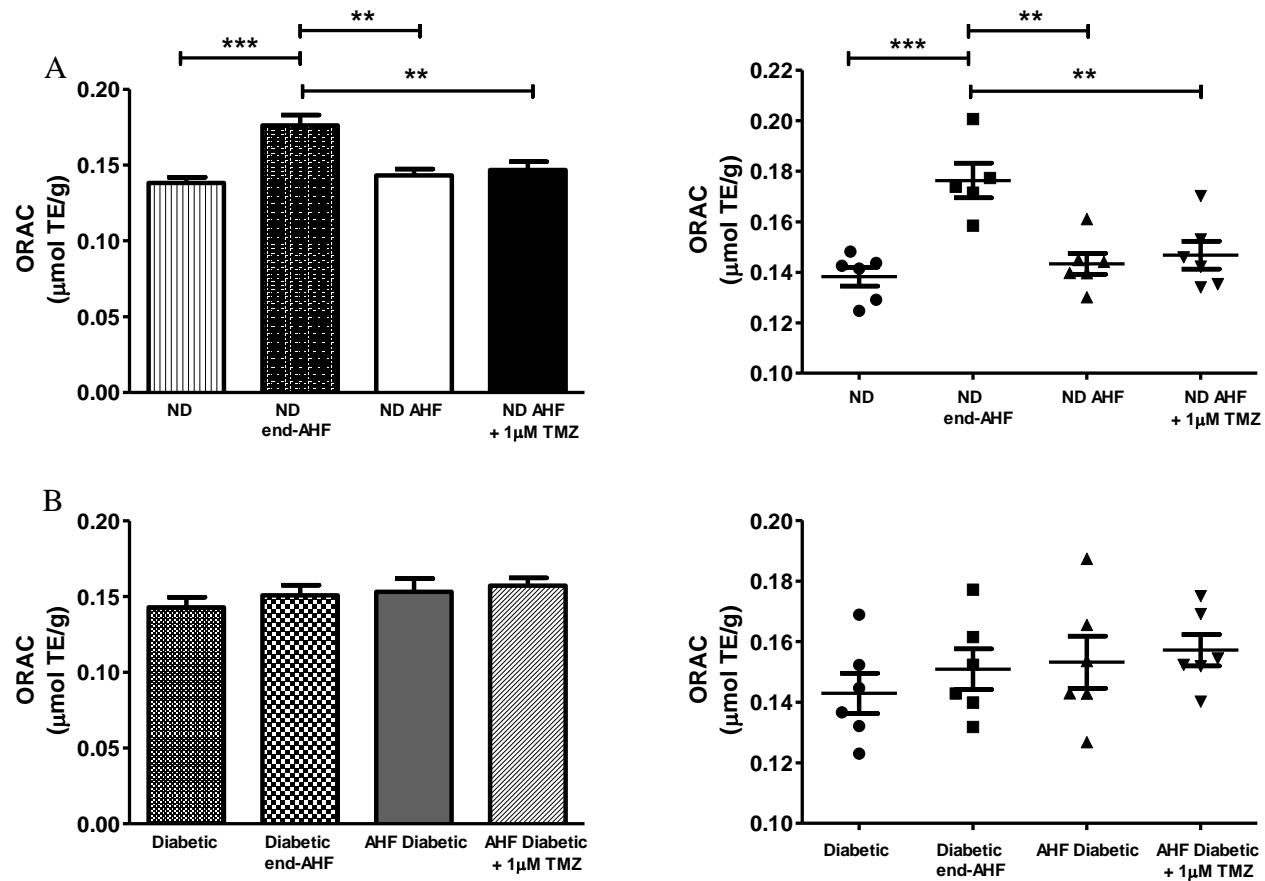 A
***
**
**
ORAC
(μmol TE/g)
0.20
0.15
0.10
0.05
0.00
ND
ND
end-AHF
ND AHF
ND AHF
+ 1μM TMZ
***
**
**
ORAC
(μmol TE/g)
0.22
0.20
0.18
0.16
0.14
0.12
0.10
ND
ND
end-AHF
ND AHF
ND AHF
+ 1μM TMZ
B
ORAC
(μmol TE/g)
0.20
0.15
0.10
0.05
0.00
Diabetic
Diabetic
end-AHF
AHF Diabetic
AHF Diabetic
+ 1μM TMZ
ORAC
(μmol TE/g)
0.20
0.18
0.16
0.14
0.12
0.10
Diabetic
Diabetic
end-AHF
AHF Diabetic
AHF Diabetic
+ 1μM TMZ